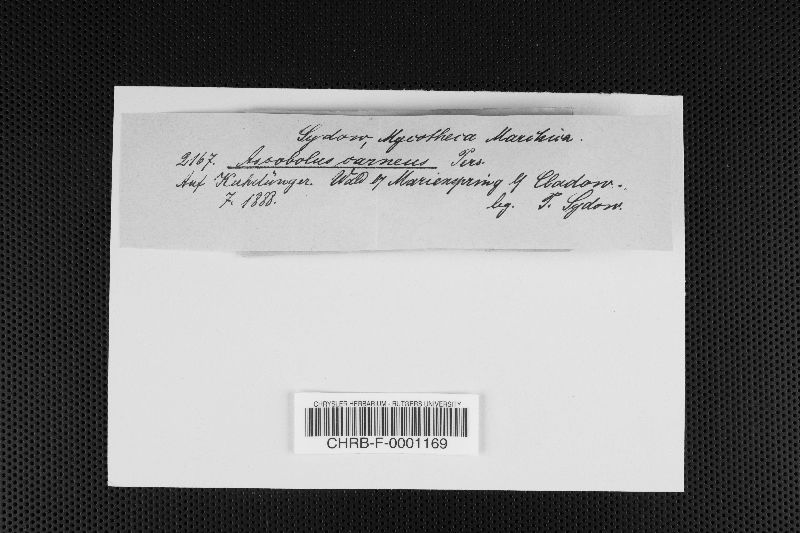 Sydow, Mycotheca Marchica.
2167. Ascobolus carneus Pers.
Auf Kuhdünger. Wald b/ Marienspring b/ Cladow.
7. 1888. leg. P. Sydow.
CHRYSLER HERBARIUM - RUTGERS UNIVERSITY
CHRB-F-0001169